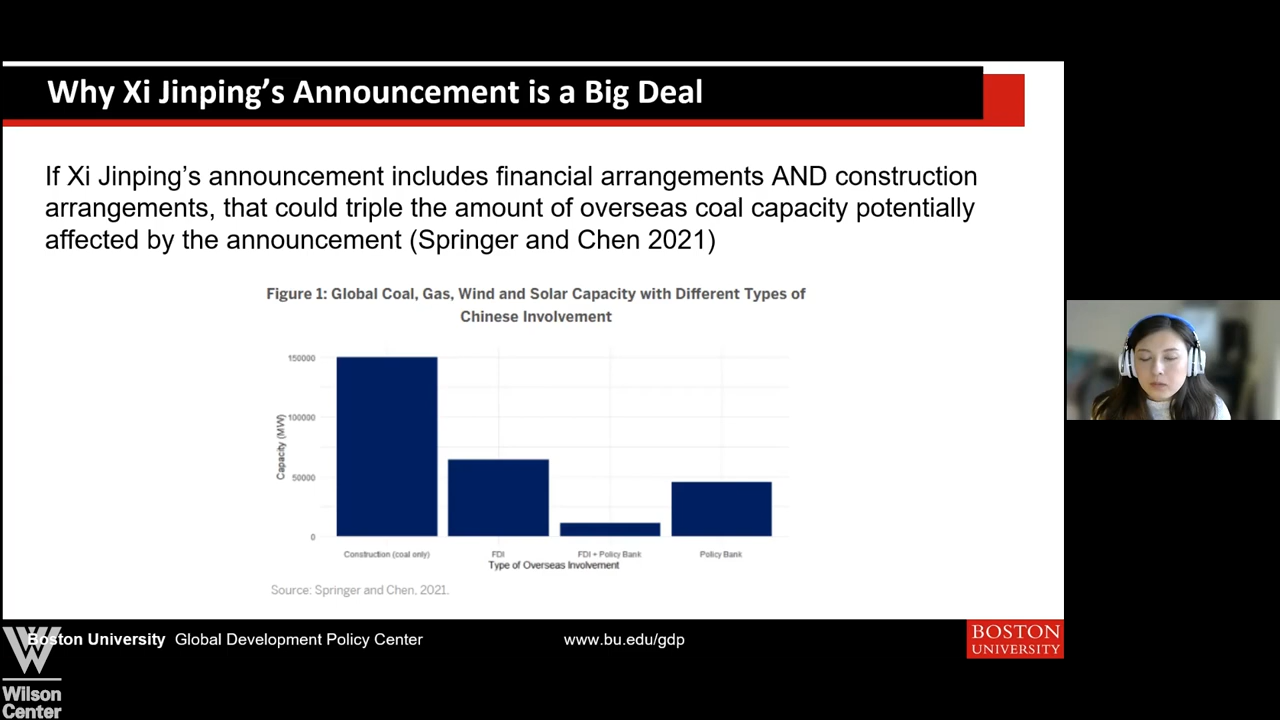 Why Xi Jinping’s Announcement is a Big Deal
If Xi Jinping’s announcement includes financial arrangements AND construction
arrangements, that could triple the amount of overseas coal capacity potentially
affected by the announcement (Springer and Chen 2021)
Figure 1: Global Coal, Gas, Wind and Solar Capacity with Different Types of
Chinese Involvement
Capacity (MW)
150000
100000
50000
0
Construction (coal only)
FDI
FDI + Policy Bank
Policy Bank
Type of Overseas Involvement
Source: Springer and Chen, 2021.
Boston University Global Development Policy Center
www.bu.edu/gdp
BOSTON
UNIVERSITY
W
Wilson
Center